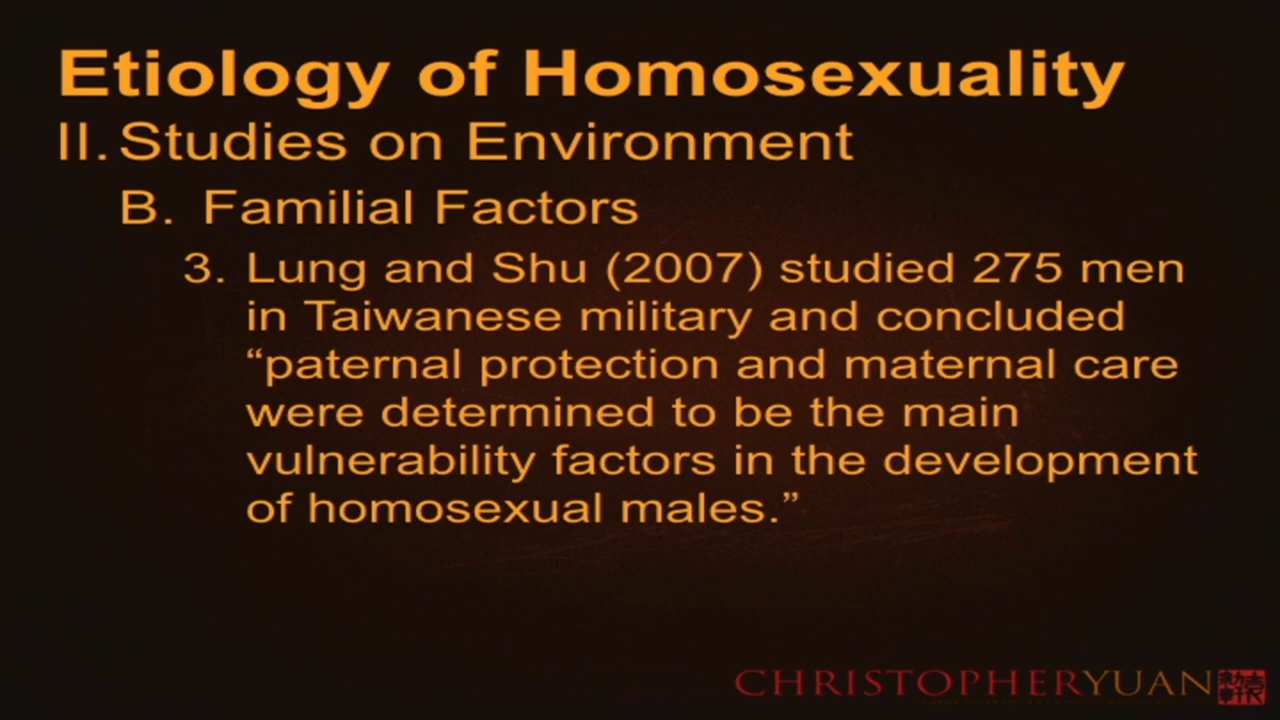 Etiology of Homosexuality
II. Studies on Environment
B. Familial Factors
3. Lung and Shu (2007) studied 275 men
in Taiwanese military and concluded
“paternal protection and maternal care
were determined to be the main
vulnerability factors in the development
of homosexual males.”
CHRISTOPHERYUAN